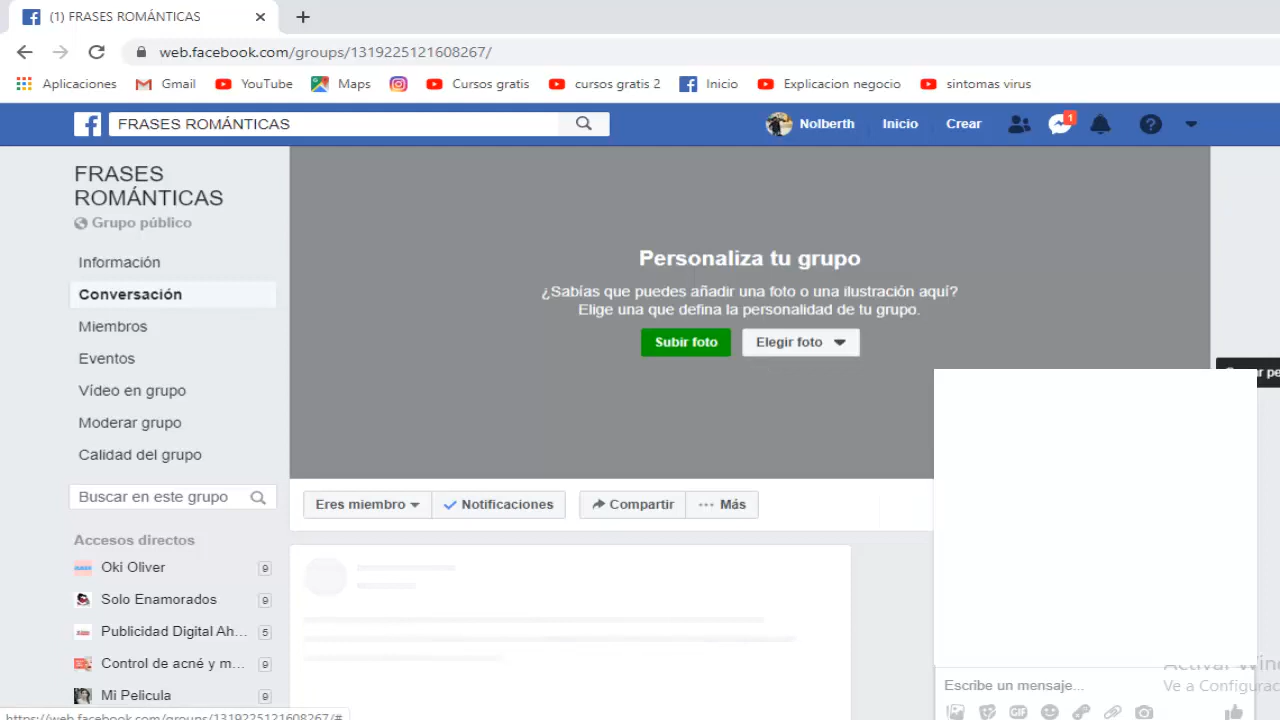 (1) FRASES ROMÁNTICAS
web.facebook.com/groups/1319225121608267/
Aplicaciones Gmail YouTube Maps Cursos gratis cursos gratis 2 Inicio Explicacion negocio sintomas virus
FRASES ROMÁNTICAS
Nolberth Inicio Crear 1
FRASES
ROMÁNTICAS
Grupo público
Información
Conversación
Miembros
Eventos
Vídeo en grupo
Moderar grupo
Calidad del grupo
Buscar en este grupo
Accesos directos
Oki Oliver 9
Solo Enamorados 9
Publicidad Digital Ah... 5
Control de acné y m... 9
Mi Pelicula 9
https://web.facebook.com/groups/1319225121608267/#
Personaliza tu grupo
¿Sabías que puedes añadir una foto o una ilustración aquí?
Elige una que defina la personalidad de tu grupo.
Subir foto Elegir foto
Eres miembro Notificaciones Compartir Más
Escribe un mensaje...
GIF
Activar Win
Ve a Configurac